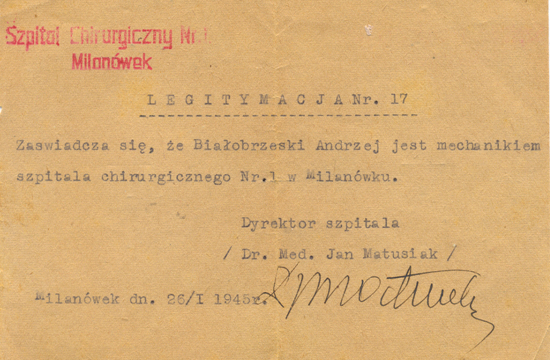 Szpital Chirurgiczny Nr.1
Milanówek
LEGITYMACJA Nr. 17
Zaswiadcza się, że Białobrzeski Andrzej jest mechanikiem
szpitala chirurgicznego Nr.1 w Milanówku.
Dyrektor szpitala
/ Dr. Med. Jan Matusiak /
Milanówek dn. 26/I 1945r.